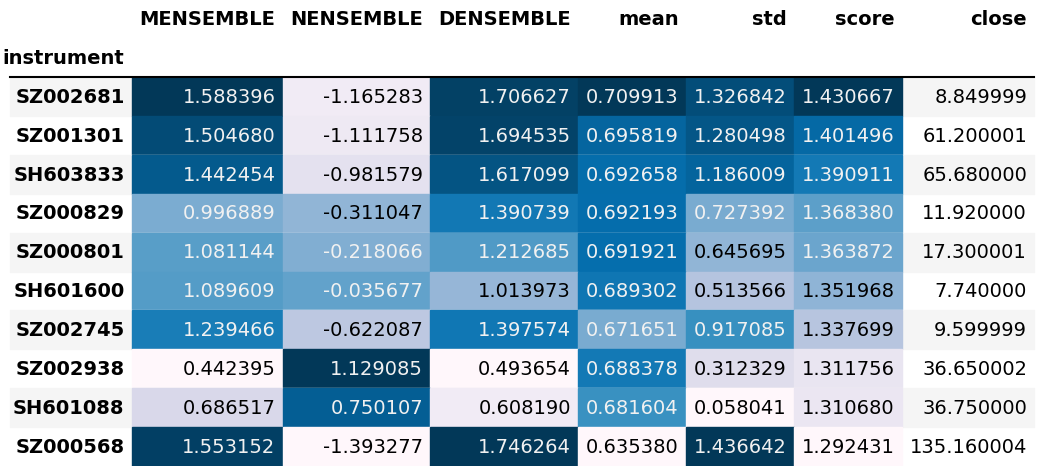 MENSEMBLE NENSEMBLE DENSEMBLE mean std score close
instrument
SZ002681 1.588396 -1.165283 1.706627 0.709913 1.326842 1.430667 8.849999
SZ001301 1.504680 -1.111758 1.694535 0.695819 1.280498 1.401496 61.200001
SH603833 1.442454 -0.981579 1.617099 0.692658 1.186009 1.390911 65.680000
SZ000829 0.996889 -0.311047 1.390739 0.692193 0.727392 1.368380 11.920000
SZ000801 1.081144 -0.218066 1.212685 0.691921 0.645695 1.363872 17.300001
SH601600 1.089609 -0.035677 1.013973 0.689302 0.513566 1.351968 7.740000
SZ002745 1.239466 -0.622087 1.397574 0.671651 0.917085 1.337699 9.599999
SZ002938 0.442395 1.129085 0.493654 0.688378 0.312329 1.311756 36.650002
SH601088 0.686517 0.750107 0.608190 0.681604 0.058041 1.310680 36.750000
SZ000568 1.553152 -1.393277 1.746264 0.635380 1.436642 1.292431 135.160004